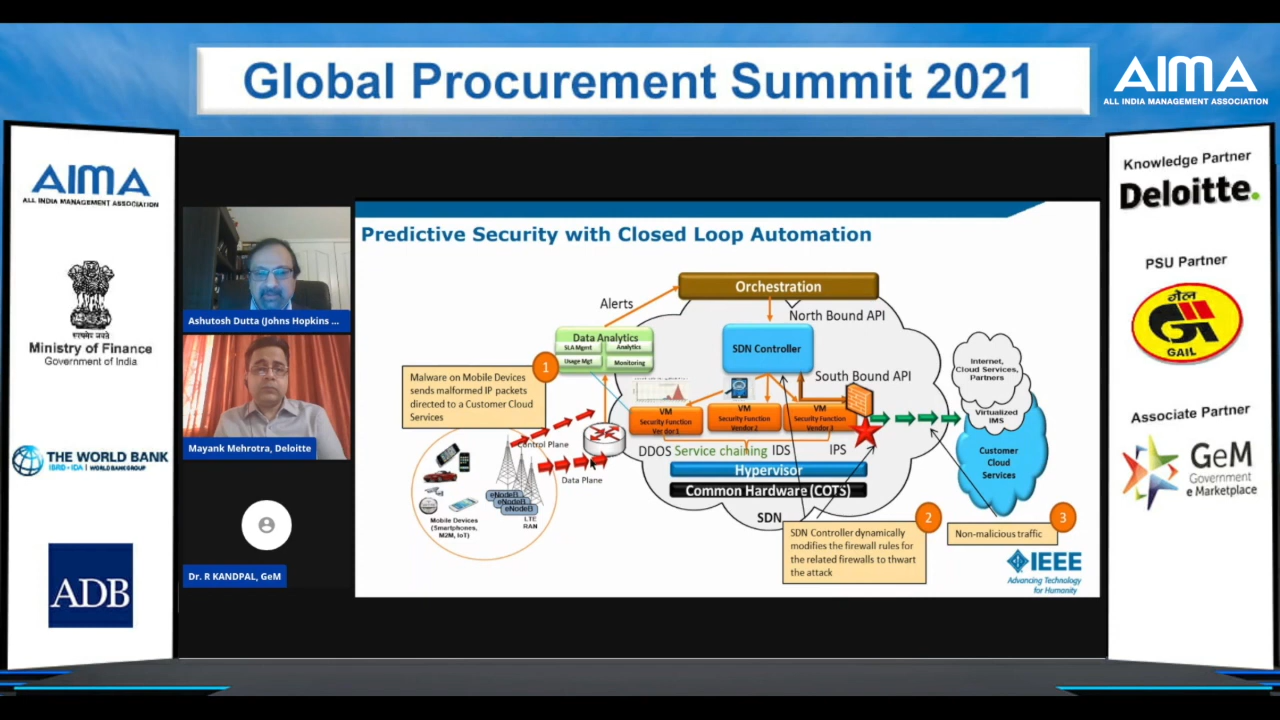 Global Procurement Summit 2021
AIMA
ALL INDIA MANAGEMENT ASSOCIATION
AIMA
ALL INDIA MANAGEMENT ASSOCIATION
सत्यमेव जयते
Ministry of Finance
Government of India
THE WORLD BANK
IBRD • IDA | WORLD BANK GROUP
ADB
Ashutosh Dutta (Johns Hopkins ...
Mayank Mehrotra, Deloitte
Dr. R KANDPAL, GeM
Predictive Security with Closed Loop Automation
Orchestration
Alerts
North Bound API
Data Analytics
SLA Mgmt
Analytics
Usage Mgt
Monitoring
SDN Controller
South Bound API
1
Malware on Mobile Devices
sends malformed IP packets
directed to a Customer Cloud
Services
VM
Security Function
VM
Security Function
VM
Security Function
Control Plane
Data Plane
DDOS Service chaining IDS
IPS
Hypervisor
Common Hardware (COTS)
SDN
eNodeB
eNodeB
eNodeB
LTE
RAN
Mobile Devices
(Smartphones,
M2M, IoT)
Internet,
Cloud Services,
Partners
Virtualized
IMS
Customer
Cloud
Services
2
SDN Controller dynamically
modifies the firewall rules for
the related firewalls to thwart
the attack
3
Non-malicious traffic
IEEE
Advancing Technology
for Humanity
Knowledge Partner
Deloitte.
PSU Partner
गेल
GAIL
Associate Partner
GeM
Government
e Marketplace